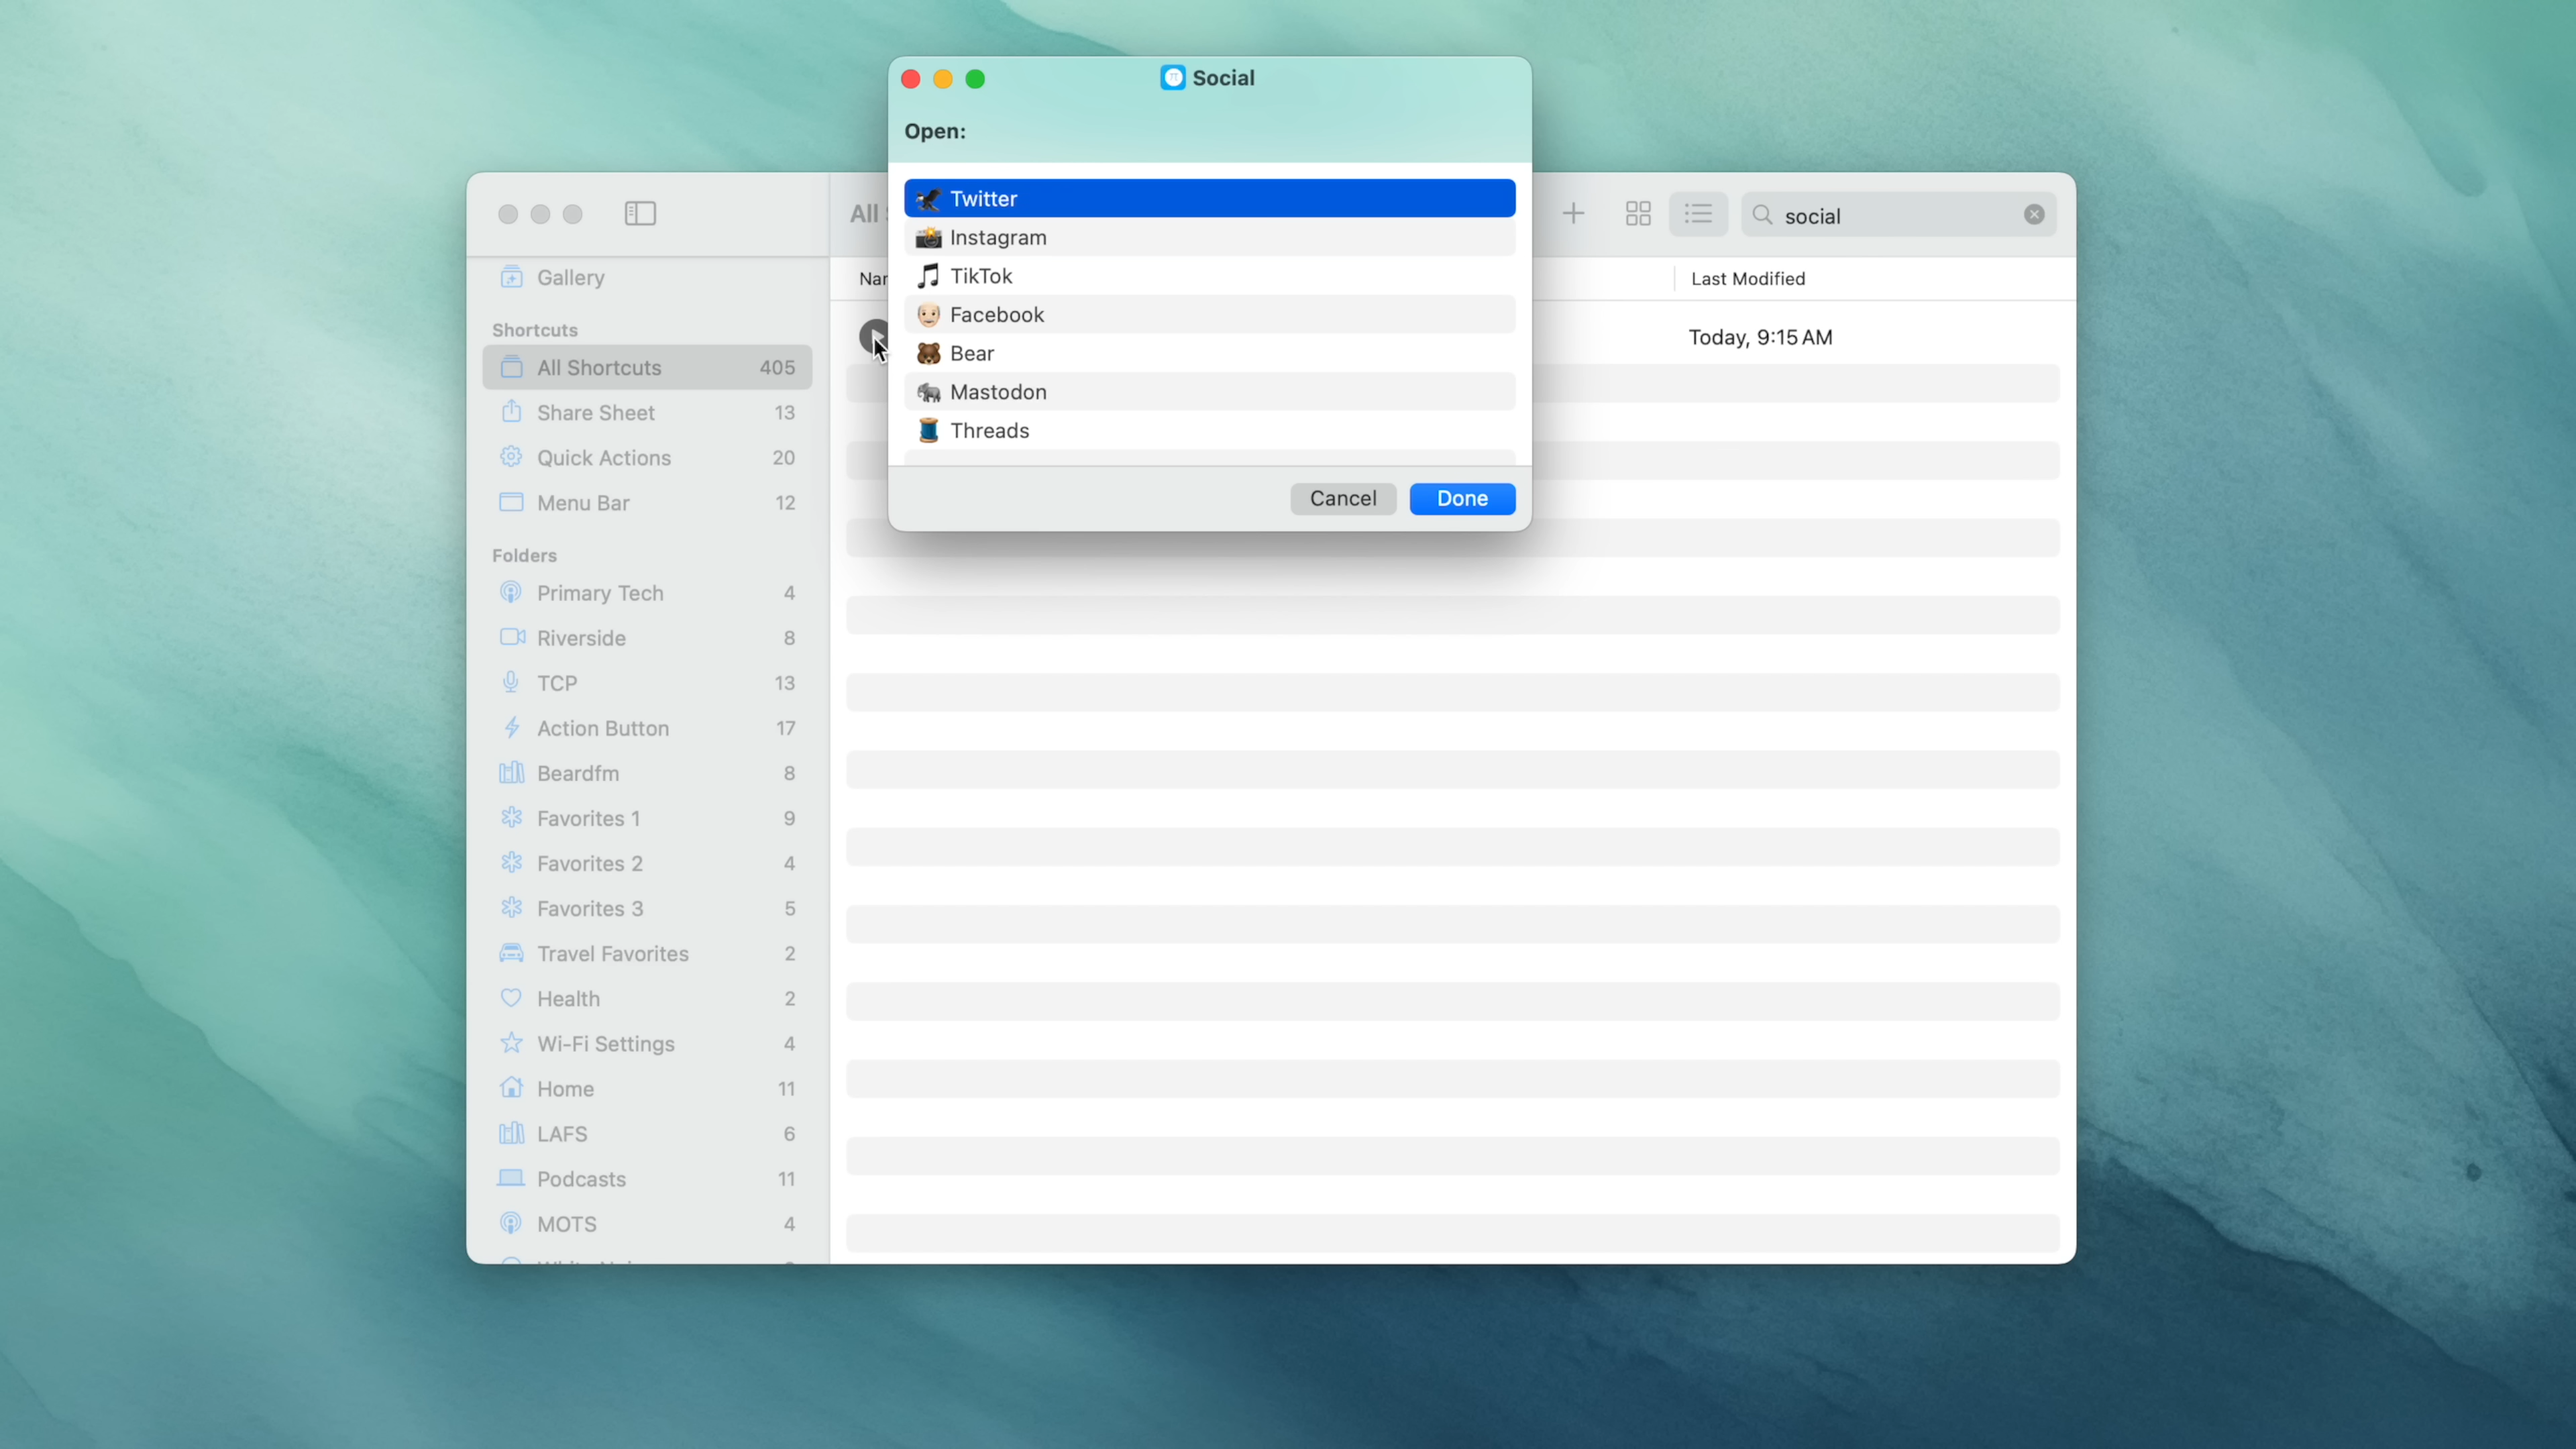 Social
Open:
Twitter
Instagram
TikTok
Facebook
Bear
Mastodon
Threads
Cancel
Done
All
social
Last Modified
Today, 9:15 AM
Gallery
Shortcuts
All Shortcuts 405
Share Sheet 13
Quick Actions 20
Menu Bar 12
Folders
Primary Tech 4
Riverside 8
TCP 13
Action Button 17
Beardfm 8
Favorites 1 9
Favorites 2 4
Favorites 3 5
Travel Favorites 2
Health 2
Wi-Fi Settings 4
Home 11
LAFS 6
Podcasts 11
MOTS 4